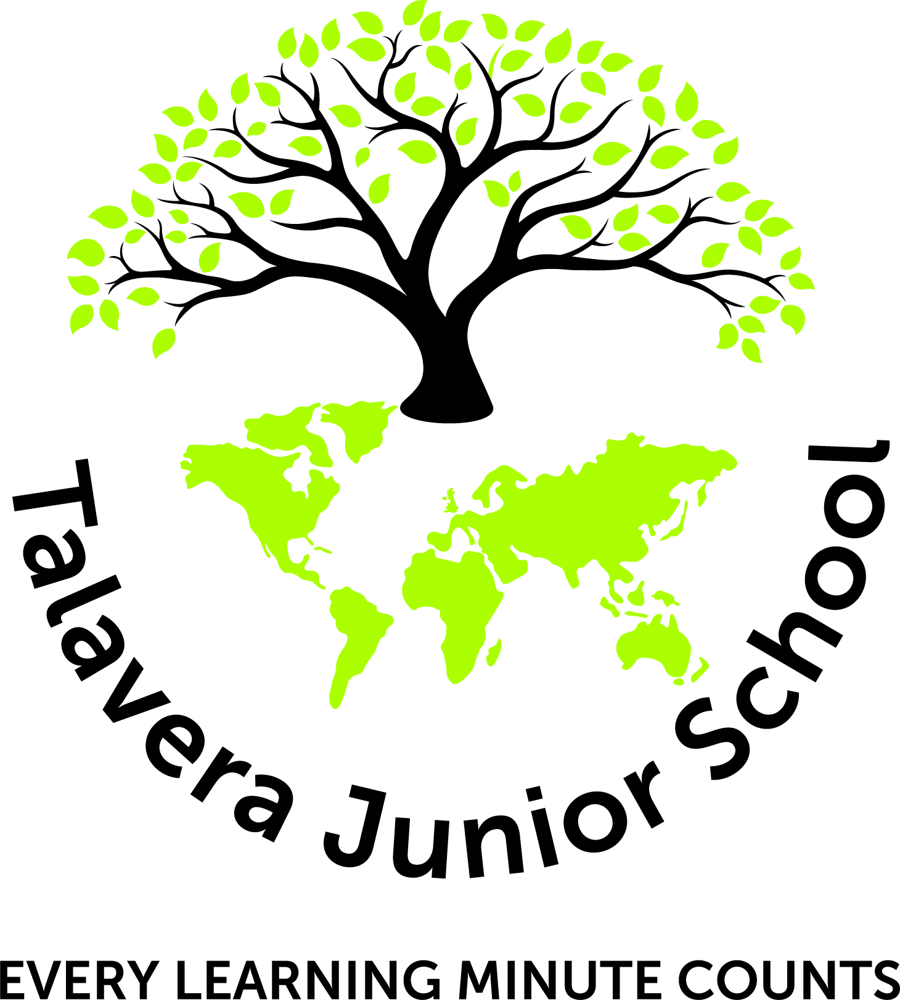 Talavera Junior School
EVERY LEARNING MINUTE COUNTS